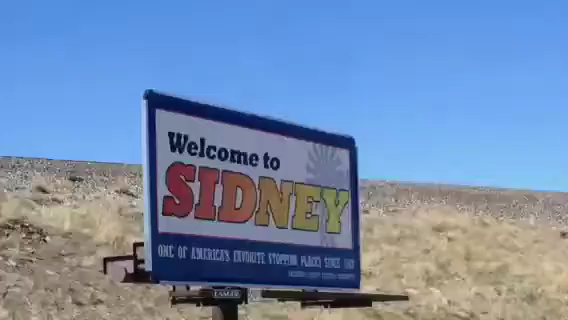 Welcome to
SIDNEY
ONE OF AMERICA'S FAVORITE STOPPING PLACES SINCE
LAMAR